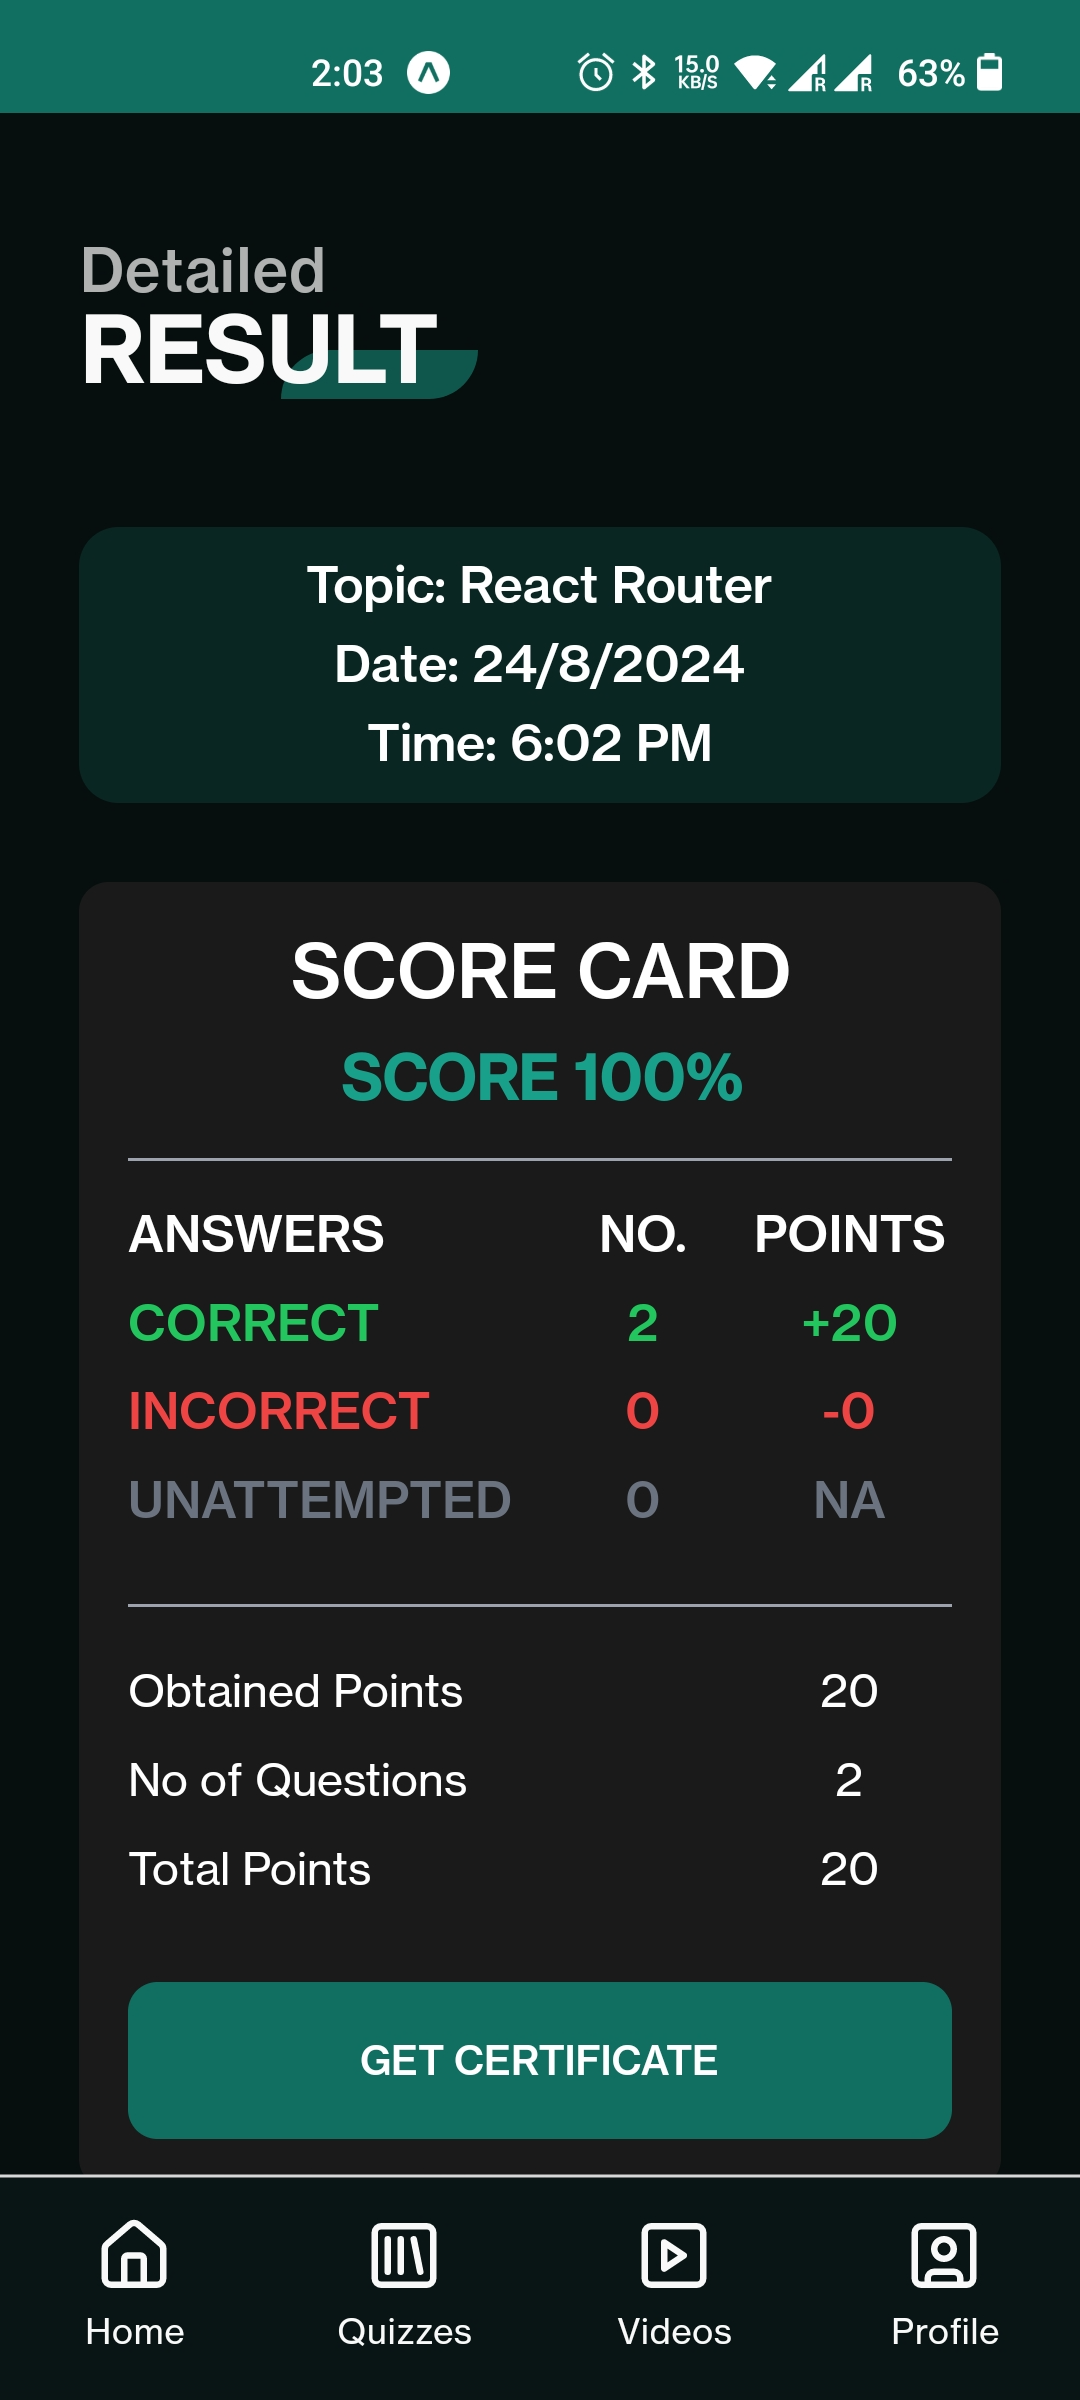 2:03 15.0 KB/S R R 63%
Detailed
RESULT
Topic: React Router
Date: 24/8/2024
Time: 6:02 PM
SCORE CARD
SCORE 100%
ANSWERS NO. POINTS
CORRECT 2 +20
INCORRECT 0 -0
UNATTEMPTED 0 NA
Obtained Points 20
No of Questions 2
Total Points 20
GET CERTIFICATE
Home Quizzes Videos Profile